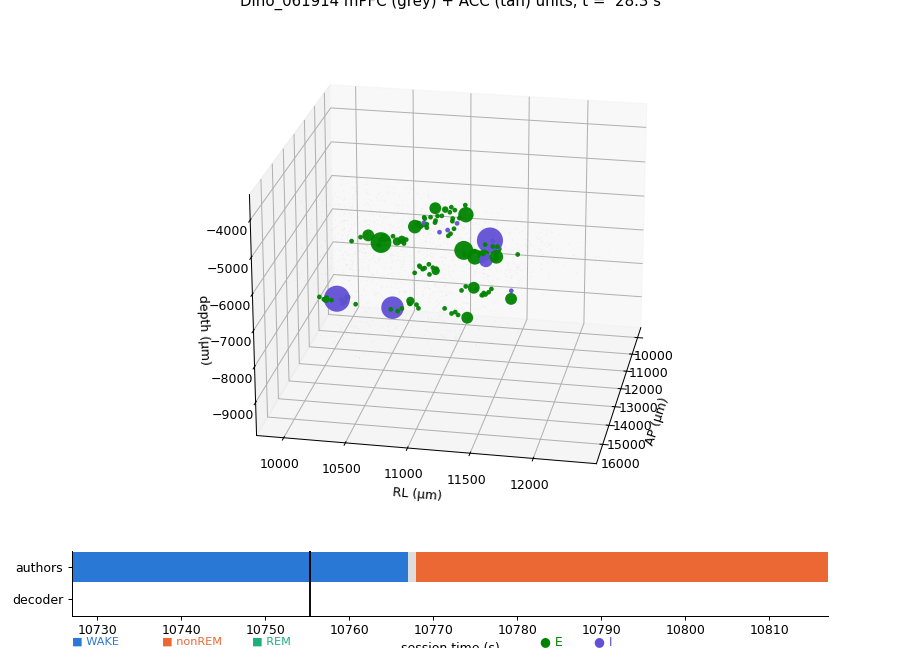 Dino_061914 mPFC (grey) + ACC (tan) units, t = 28.3 s
−4000
−5000
−6000
−7000
−8000
−9000
depth (μm)
10000
11000
12000
13000
14000
15000
16000
AP (μm)
10000
10500
11000
11500
12000
RL (μm)
authors
decoder
10730
10740
10750
10760
10770
10780
10790
10800
10810
session time (s)
WAKE
nonREM
REM
E
I